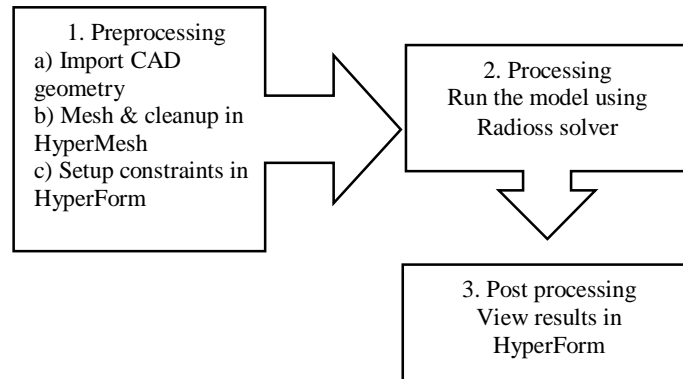 1. Preprocessing
a) Import CAD
geometry
b) Mesh & cleanup in
HyperMesh
c) Setup constraints in
HyperForm
2. Processing
Run the model using
Radioss solver
3. Post processing
View results in
HyperForm